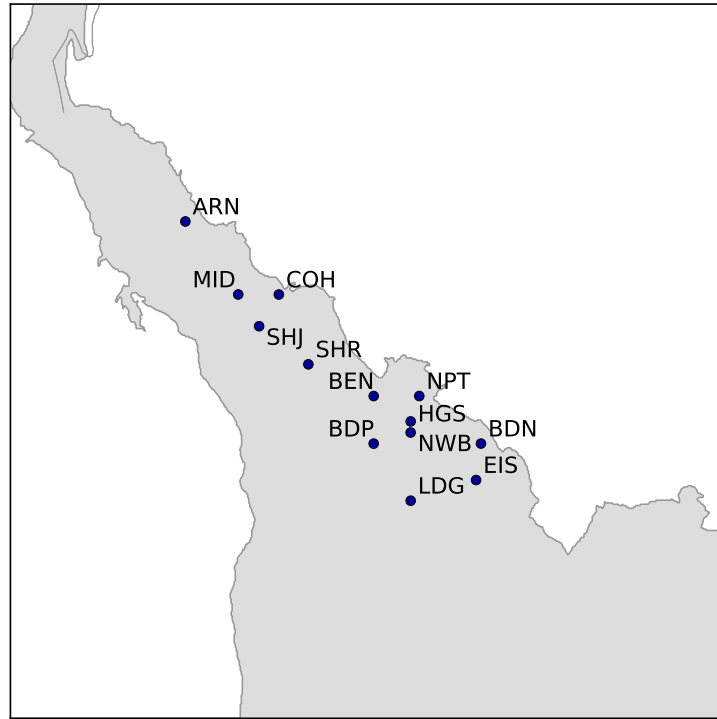 ARN
MID
COH
SHJ
SHR
BEN
NPT
HGS
BDP
NWB
BDN
EIS
LDG